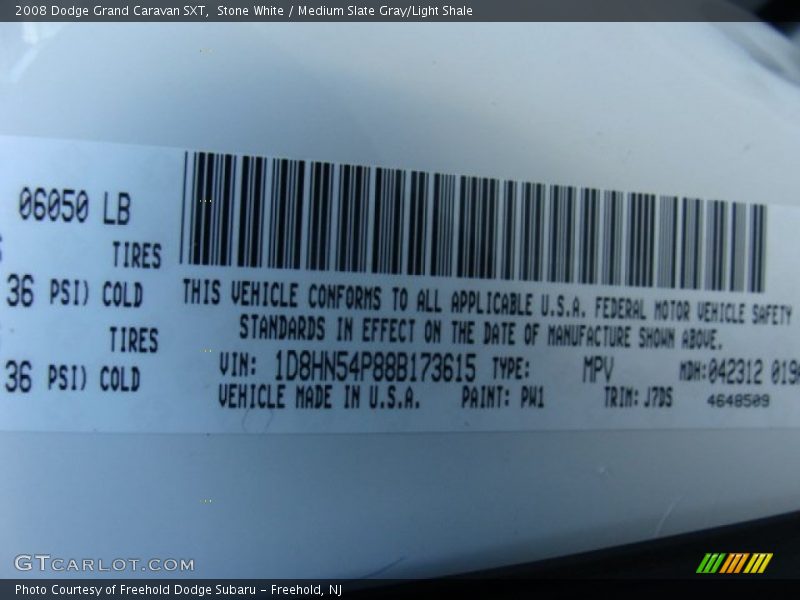 2008 Dodge Grand Caravan SXT, Stone White / Medium Slate Gray/Light Shale
06050 LB
TIRES
36 PSI) COLD
TIRES
36 PSI) COLD
THIS VEHICLE CONFORMS TO ALL APPLICABLE U.S.A. FEDERAL MOTOR VEHICLE SAFETY
STANDARDS IN EFFECT ON THE DATE OF MANUFACTURE SHOWN ABOVE.
VIN: 1D8HN54P88B173615 TYPE: MPV MDH: 042312 019
VEHICLE MADE IN U.S.A. PAINT: PW1 TRIM: J7DS 4648509
GTCARLOT.COM
Photo Courtesy of Freehold Dodge Subaru - Freehold, NJ